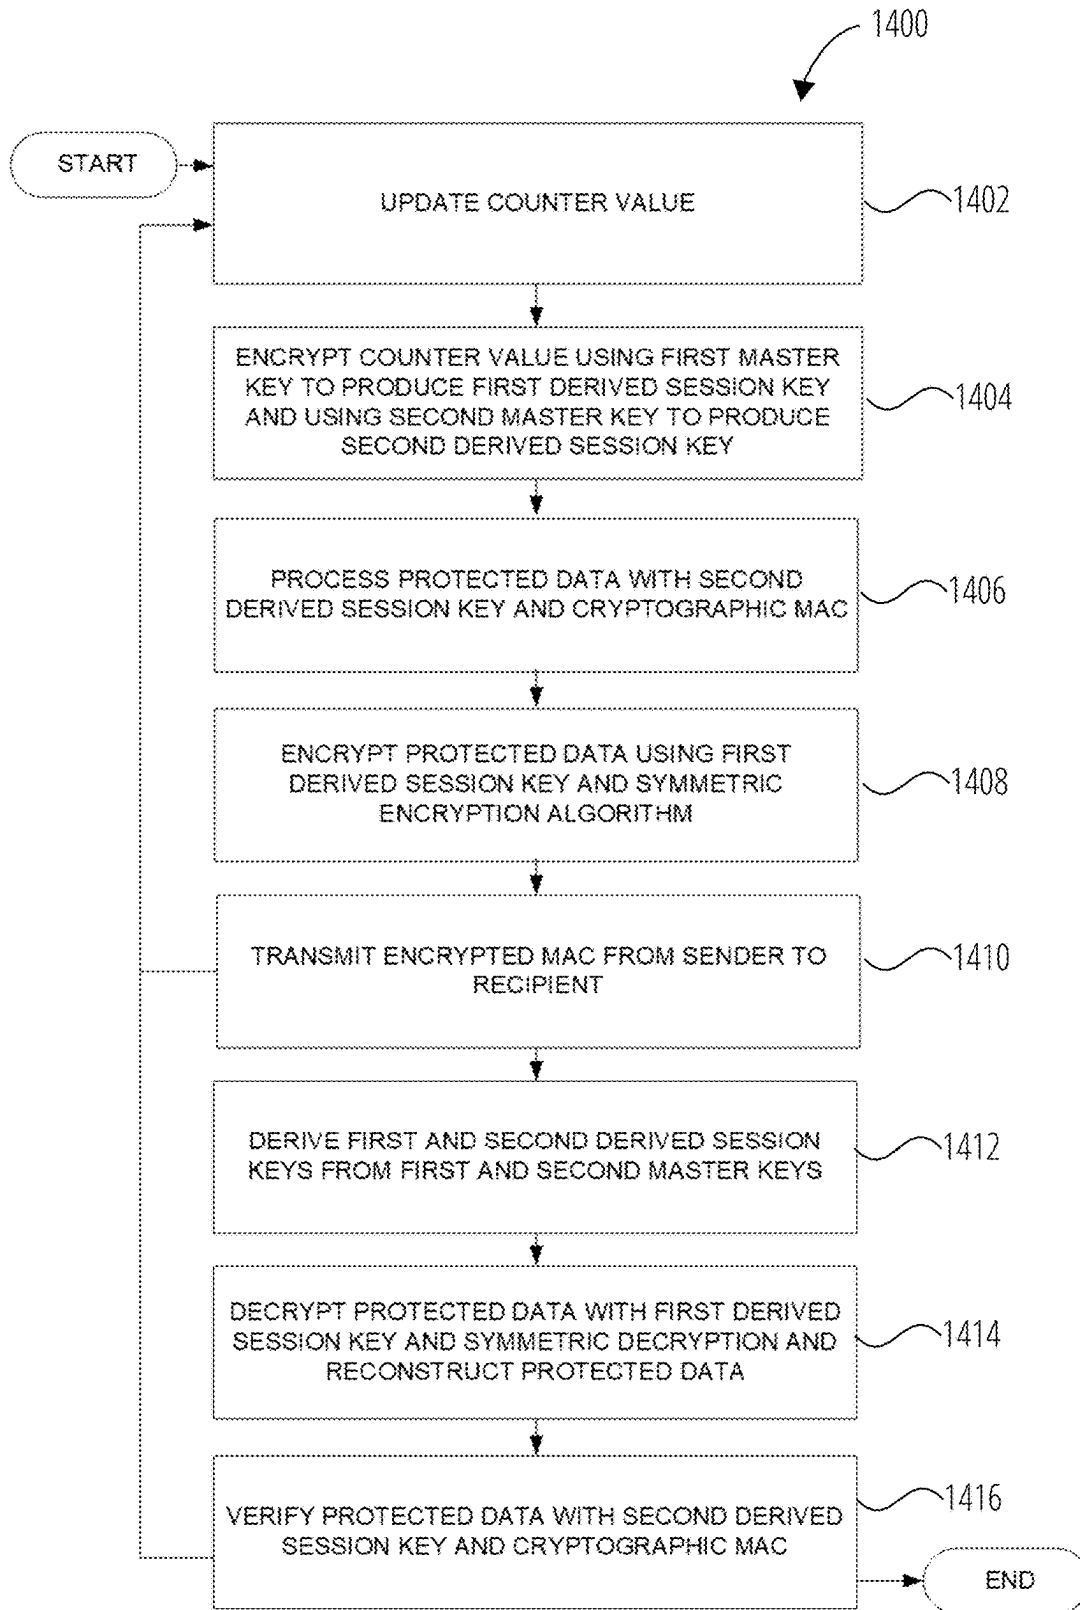 1400
START
UPDATE COUNTER VALUE
1402
ENCRYPT COUNTER VALUE USING FIRST MASTER
KEY TO PRODUCE FIRST DERIVED SESSION KEY
AND USING SECOND MASTER KEY TO PRODUCE
SECOND DERIVED SESSION KEY
1404
PROCESS PROTECTED DATA WITH SECOND
DERIVED SESSION KEY AND CRYPTOGRAPHIC MAC
1406
ENCRYPT PROTECTED DATA USING FIRST
DERIVED SESSION KEY AND SYMMETRIC
ENCRYPTION ALGORITHM
1408
TRANSMIT ENCRYPTED MAC FROM SENDER TO
RECIPIENT
1410
DERIVE FIRST AND SECOND DERIVED SESSION
KEYS FROM FIRST AND SECOND MASTER KEYS
1412
DECRYPT PROTECTED DATA WITH FIRST DERIVED
SESSION KEY AND SYMMETRIC DECRYPTION AND
RECONSTRUCT PROTECTED DATA
1414
VERIFY PROTECTED DATA WITH SECOND DERIVED
SESSION KEY AND CRYPTOGRAPHIC MAC
1416
END